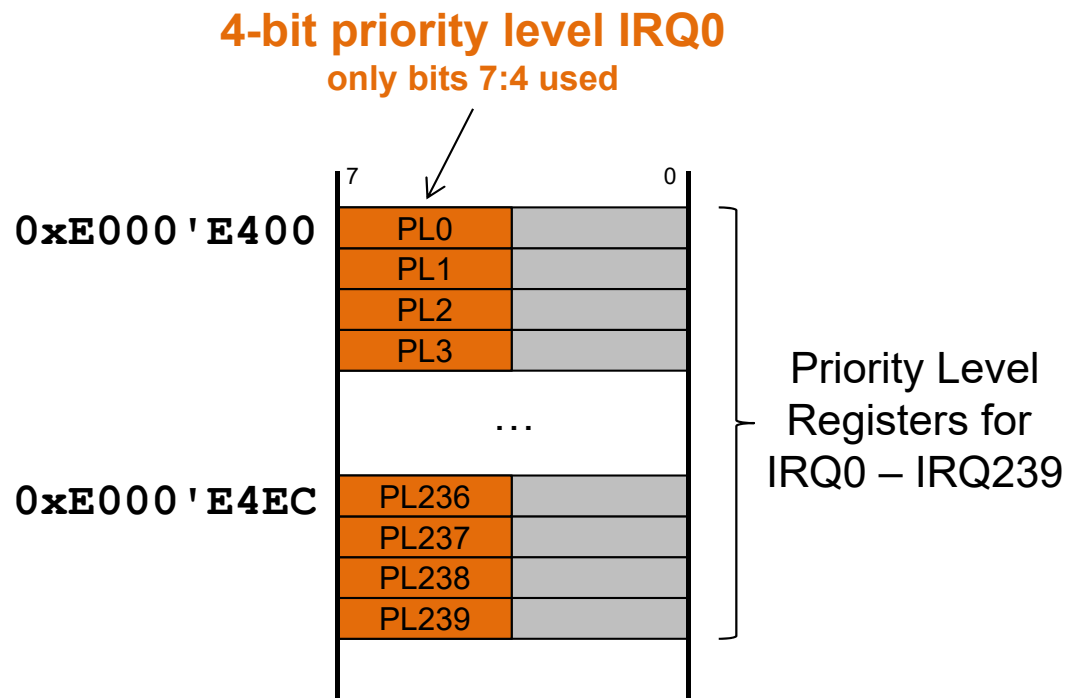 4-bit priority level IRQ0
only bits 7:4 used
7
0
0xE000'E400
PL0
PL1
PL2
PL3
...
Priority Level
Registers for
IRQ0 – IRQ239
0xE000'E4EC
PL236
PL237
PL238
PL239